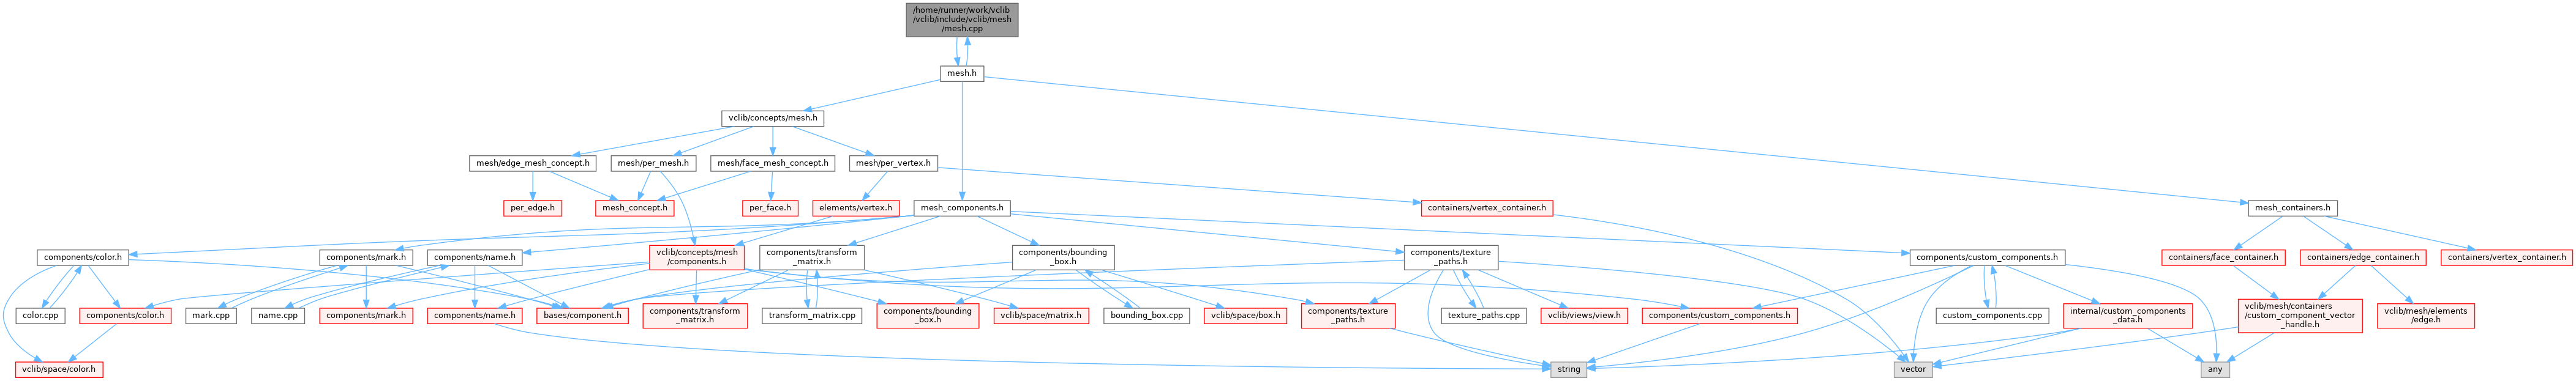 /home/runner/work/vclib
/vclib/include/vclib/mesh
/mesh.cpp
mesh.h
vclib/concepts/mesh.h
mesh/edge_mesh_concept.h
mesh/per_mesh.h
mesh/face_mesh_concept.h
mesh/per_vertex.h
per_edge.h
mesh_concept.h
per_face.h
elements/vertex.h
mesh_components.h
containers/vertex_container.h
mesh_containers.h
components/color.h
components/mark.h
components/name.h
vclib/concepts/mesh
/components.h
components/transform
_matrix.h
components/bounding
_box.h
components/texture
_paths.h
components/custom_components.h
containers/face_container.h
containers/edge_container.h
containers/vertex_container.h
color.cpp
components/color.h
mark.cpp
name.cpp
components/mark.h
components/name.h
bases/component.h
components/transform
_matrix.h
transform_matrix.cpp
components/bounding
_box.h
vclib/space/matrix.h
bounding_box.cpp
vclib/space/box.h
components/texture
_paths.h
texture_paths.cpp
vclib/views/view.h
components/custom_components.h
custom_components.cpp
internal/custom_components
_data.h
vclib/mesh/containers
/custom_component_vector
_handle.h
vclib/mesh/elements
/edge.h
vclib/space/color.h
string
vector
any